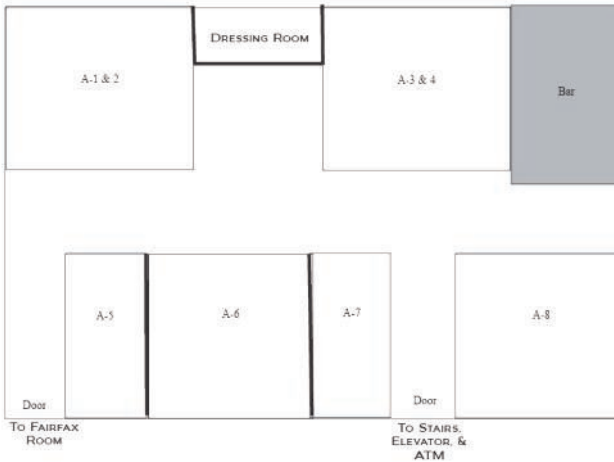 DRESSING ROOM
A-1 & 2
A-3 & 4
Bar
A-5
A-6
A-7
A-8
Door
Door
TO FAIRFAX
ROOM
TO STAIRS,
ELEVATOR, &
ATM